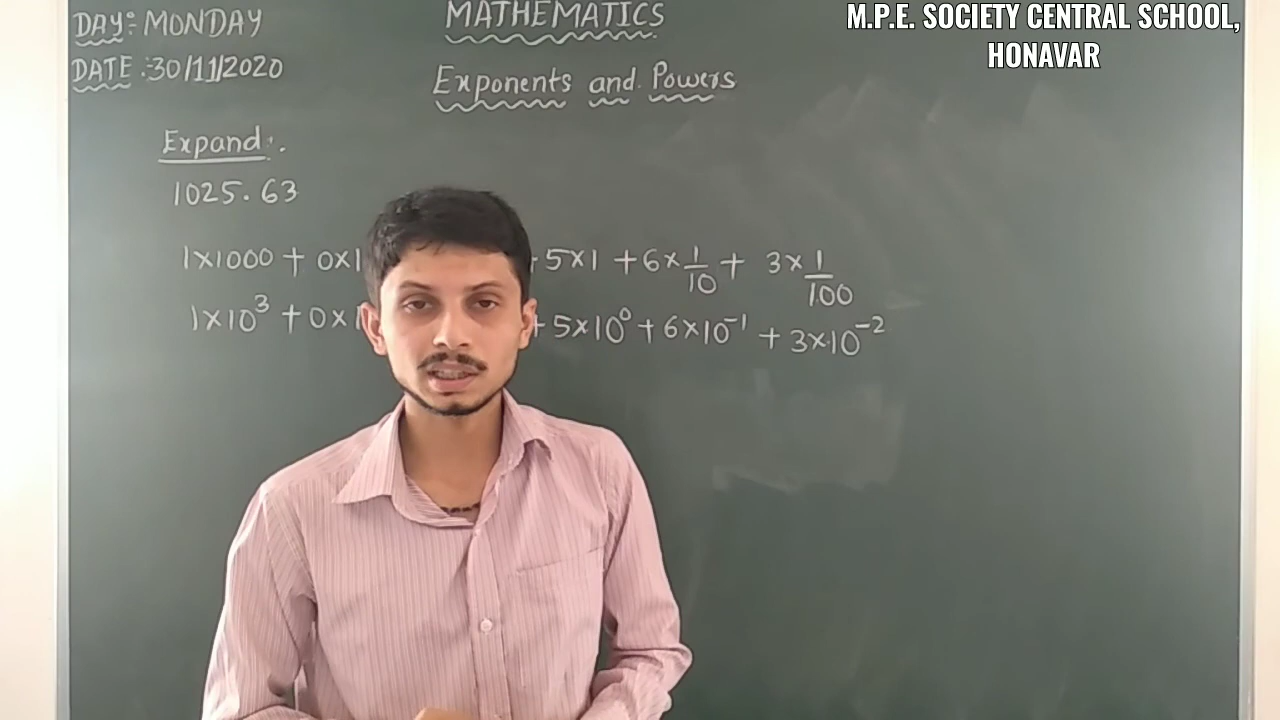 M.P.E. SOCIETY CENTRAL SCHOOL,
HONAVAR
DAY:- MONDAY
DATE :-30/11/2020
MATHEMATICS
Exponents and Powers
Expand :-
1025.63
1×1000 + 0×1 + 5×1 + 6×1/10 + 3×1/100
1×10³ + 0×1 + 5×10⁰ + 6×10⁻¹ + 3×10⁻²